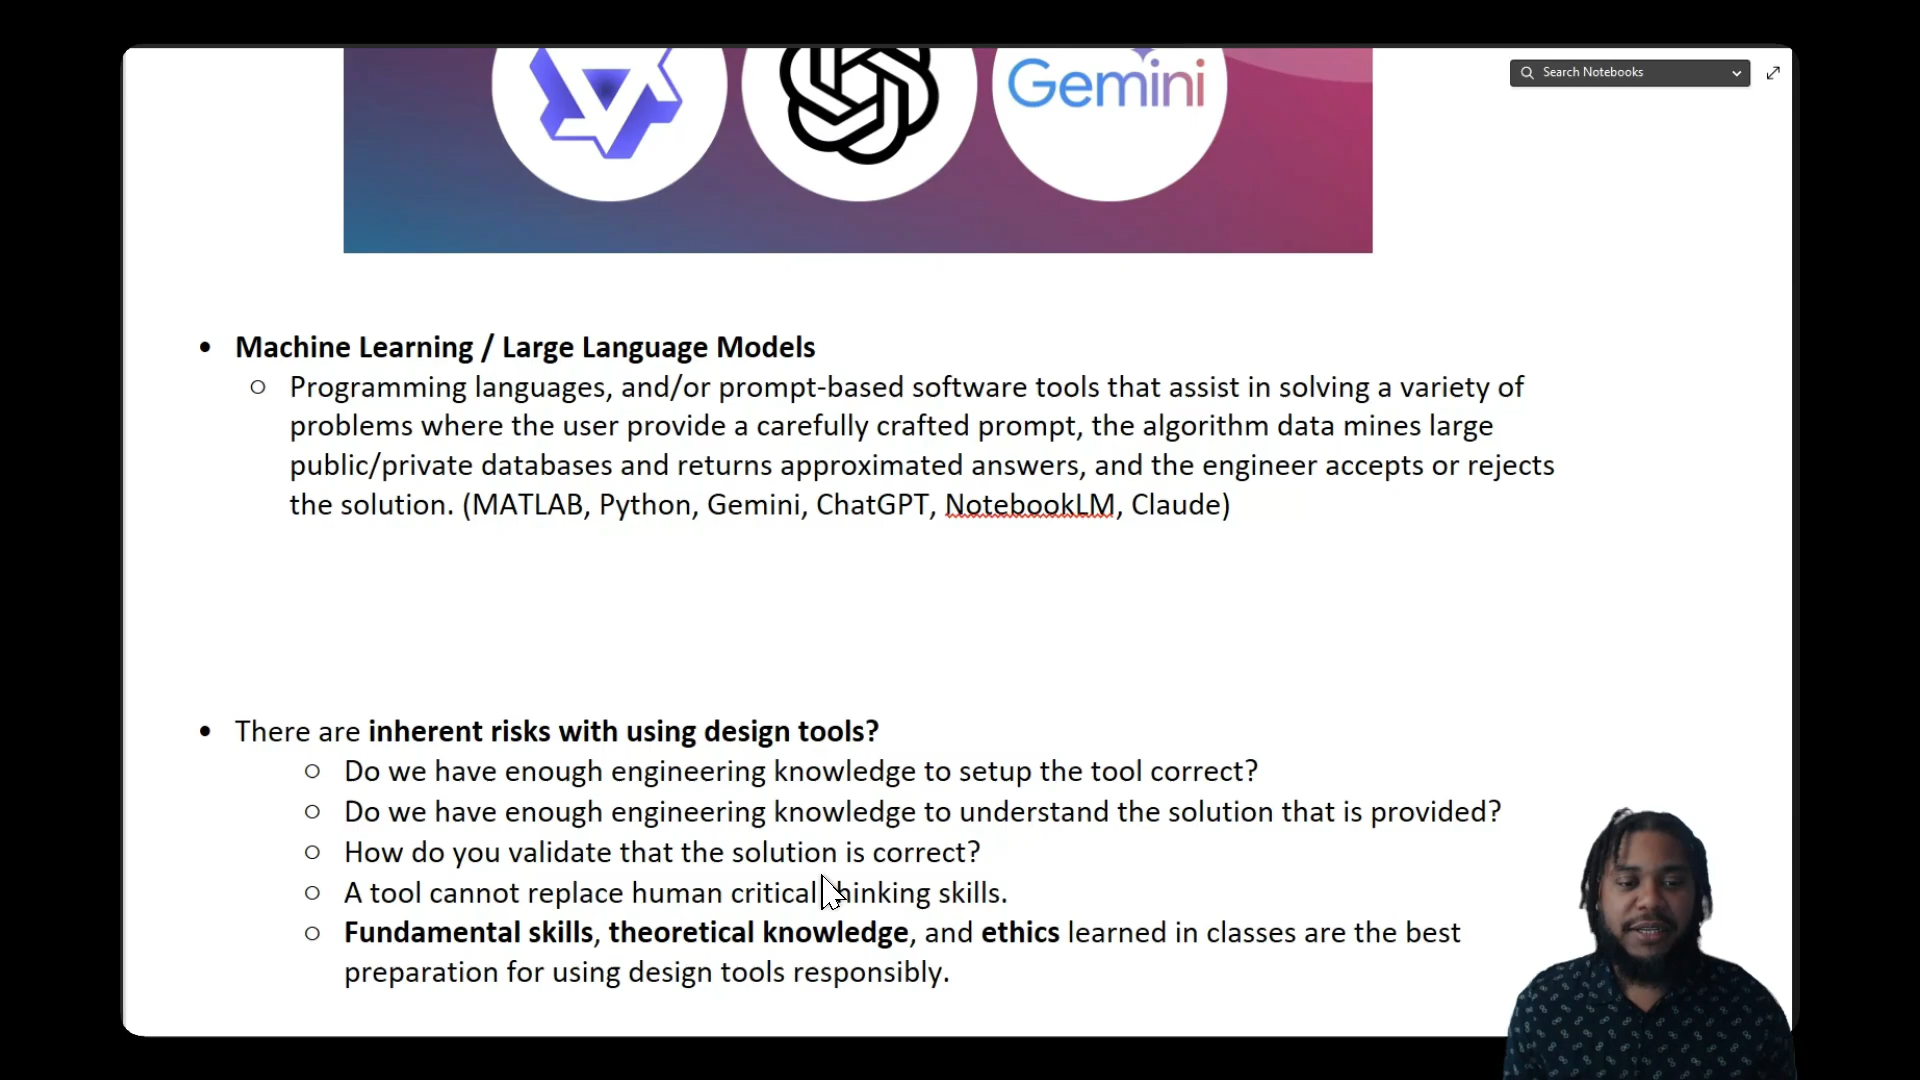 Gemini
Search Notebooks
• Machine Learning / Large Language Models
○ Programming languages, and/or prompt-based software tools that assist in solving a variety of
problems where the user provide a carefully crafted prompt, the algorithm data mines large
public/private databases and returns approximated answers, and the engineer accepts or rejects
the solution. (MATLAB, Python, Gemini, ChatGPT, NotebookLM, Claude)
• There are inherent risks with using design tools?
○ Do we have enough engineering knowledge to setup the tool correct?
○ Do we have enough engineering knowledge to understand the solution that is provided?
○ How do you validate that the solution is correct?
○ A tool cannot replace human critical thinking skills.
○ Fundamental skills, theoretical knowledge, and ethics learned in classes are the best
preparation for using design tools responsibly.